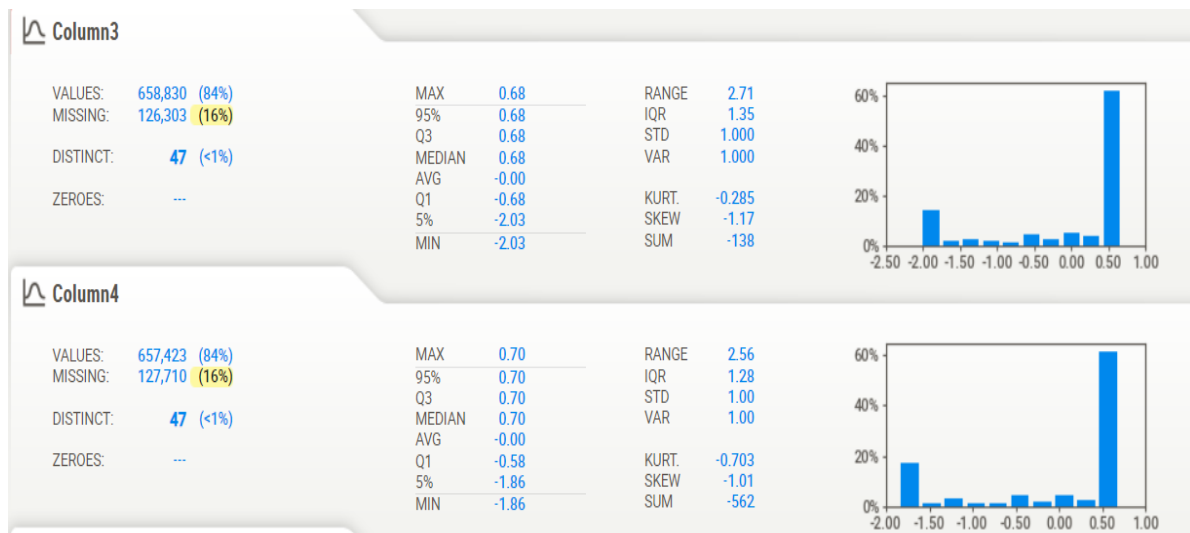 Column3
VALUES: 658,830 (84%)
MISSING: 126,303 (16%)
DISTINCT: 47 (<1%)
ZEROES: ---
MAX 0.68
95% 0.68
Q3 0.68
MEDIAN 0.68
AVG -0.00
Q1 -0.68
5% -2.03
MIN -2.03
RANGE 2.71
IQR 1.35
STD 1.000
VAR 1.000
KURT. -0.285
SKEW -1.17
SUM -138
60%
40%
20%
0%
-2.50 -2.00 -1.50 -1.00 -0.50 0.00 0.50 1.00
Column4
VALUES: 657,423 (84%)
MISSING: 127,710 (16%)
DISTINCT: 47 (<1%)
ZEROES: ---
MAX 0.70
95% 0.70
Q3 0.70
MEDIAN 0.70
AVG -0.00
Q1 -0.58
5% -1.86
MIN -1.86
RANGE 2.56
IQR 1.28
STD 1.00
VAR 1.00
KURT. -0.703
SKEW -1.01
SUM -562
60%
40%
20%
0%
-2.00 -1.50 -1.00 -0.50 0.00 0.50 1.00